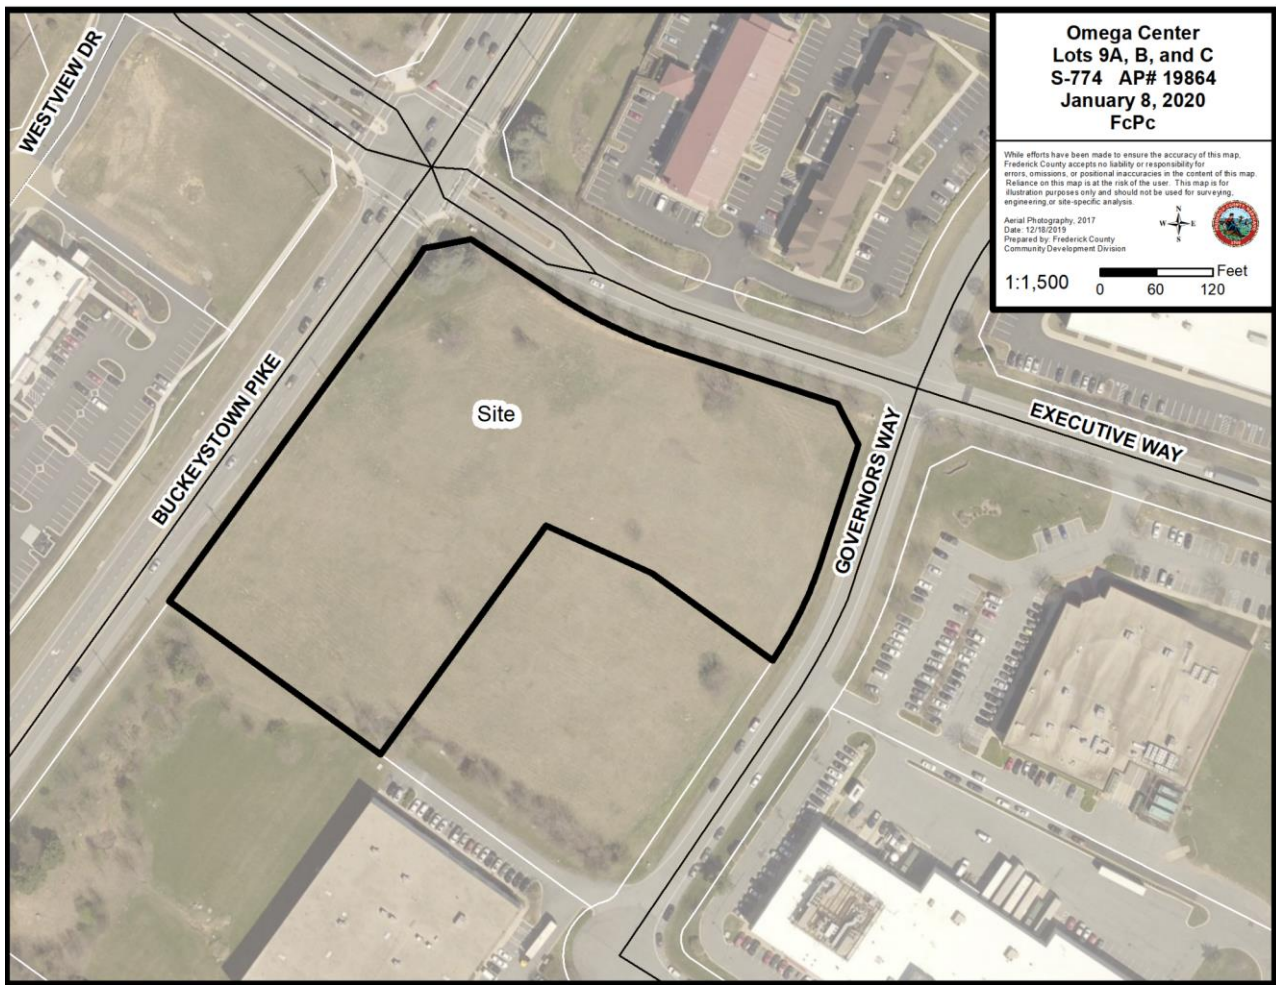 Omega Center
Lots 9A, B, and C
S-774 AP# 19864
January 8, 2020
FcPc
While efforts have been made to ensure the accuracy of this map,
Frederick County accepts no liability or responsibility for
errors, omissions, or positional inaccuracies in the content of this map.
Reliance on this map is at the risk of the user. This map is for
illustration purposes only and should not be used for surveying,
engineering, or site-specific analysis.
Aerial Photography, 2017
Date: 12/18/2019
Prepared by: Frederick County
Community Development Division
N
W E
S
1:1,500
Feet
0 60 120
WESTVIEW DR
BUCKEYSTOWN PIKE
Site
GOVERNORS WAY
EXECUTIVE WAY